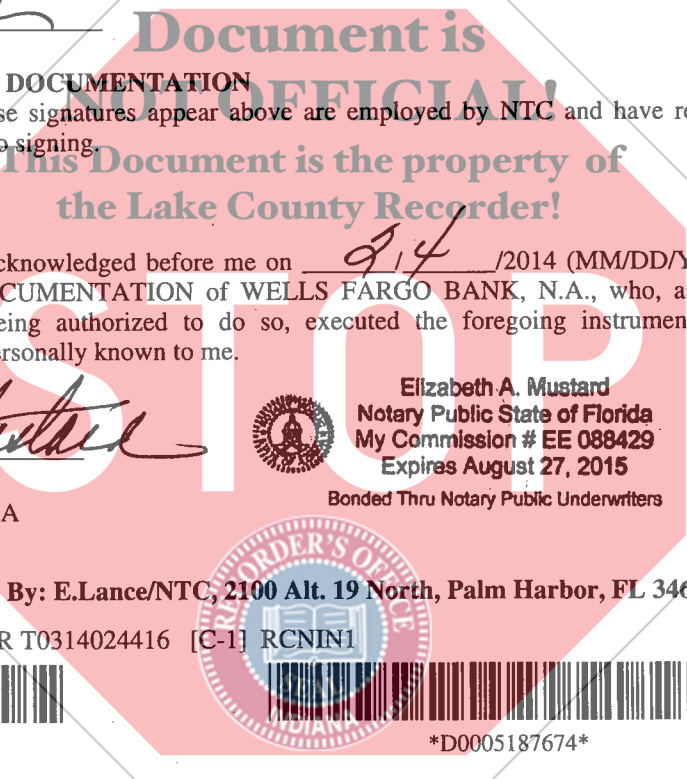 Document is
DOCUMENTATION
NOT OFFICIAL!
se signatures appear above are employed by NTC and have re
o signing.
This Document is the property of
the Lake County Recorder!
cknowledged before me on 2/4 /2014 (MM/DD/Y
CUMENTATION of WELLS FARGO BANK, N.A., who, a
eing authorized to do so, executed the foregoing instrumen
ersonally known to me.
STOP
Elizabeth A. Mustard
Notary Public State of Florida
My Commission # EE 088429
Expires August 27, 2015
Bonded Thru Notary Public Underwriters
A
RECORDER'S OFFICE
By: E.Lance/NTC, 2100 Alt. 19 North, Palm Harbor, FL 346
R T0314024416 [C-1] RCNIN1
SEAL
INDIANA
*D0005187674*